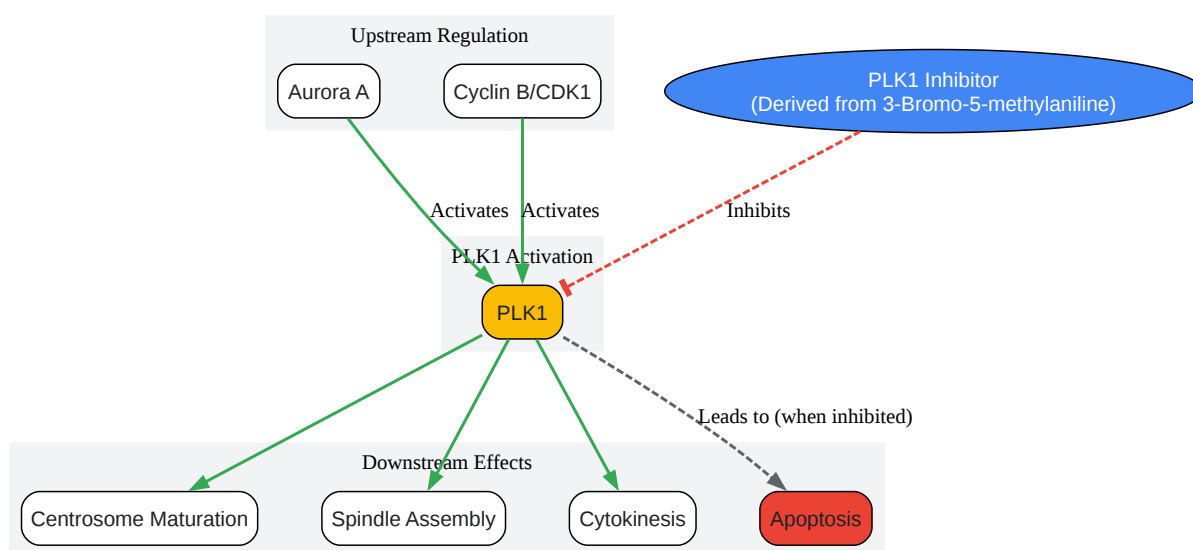 Upstream Regulation
Aurora A
Cyclin B/CDK1
PLK1 Inhibitor
(Derived from 3-Bromo-5-methylaniline)
Activates
Activates
Inhibits
PLK1 Activation
PLK1
Leads to (when inhibited)
Downstream Effects
Centrosome Maturation
Spindle Assembly
Cytokinesis
Apoptosis